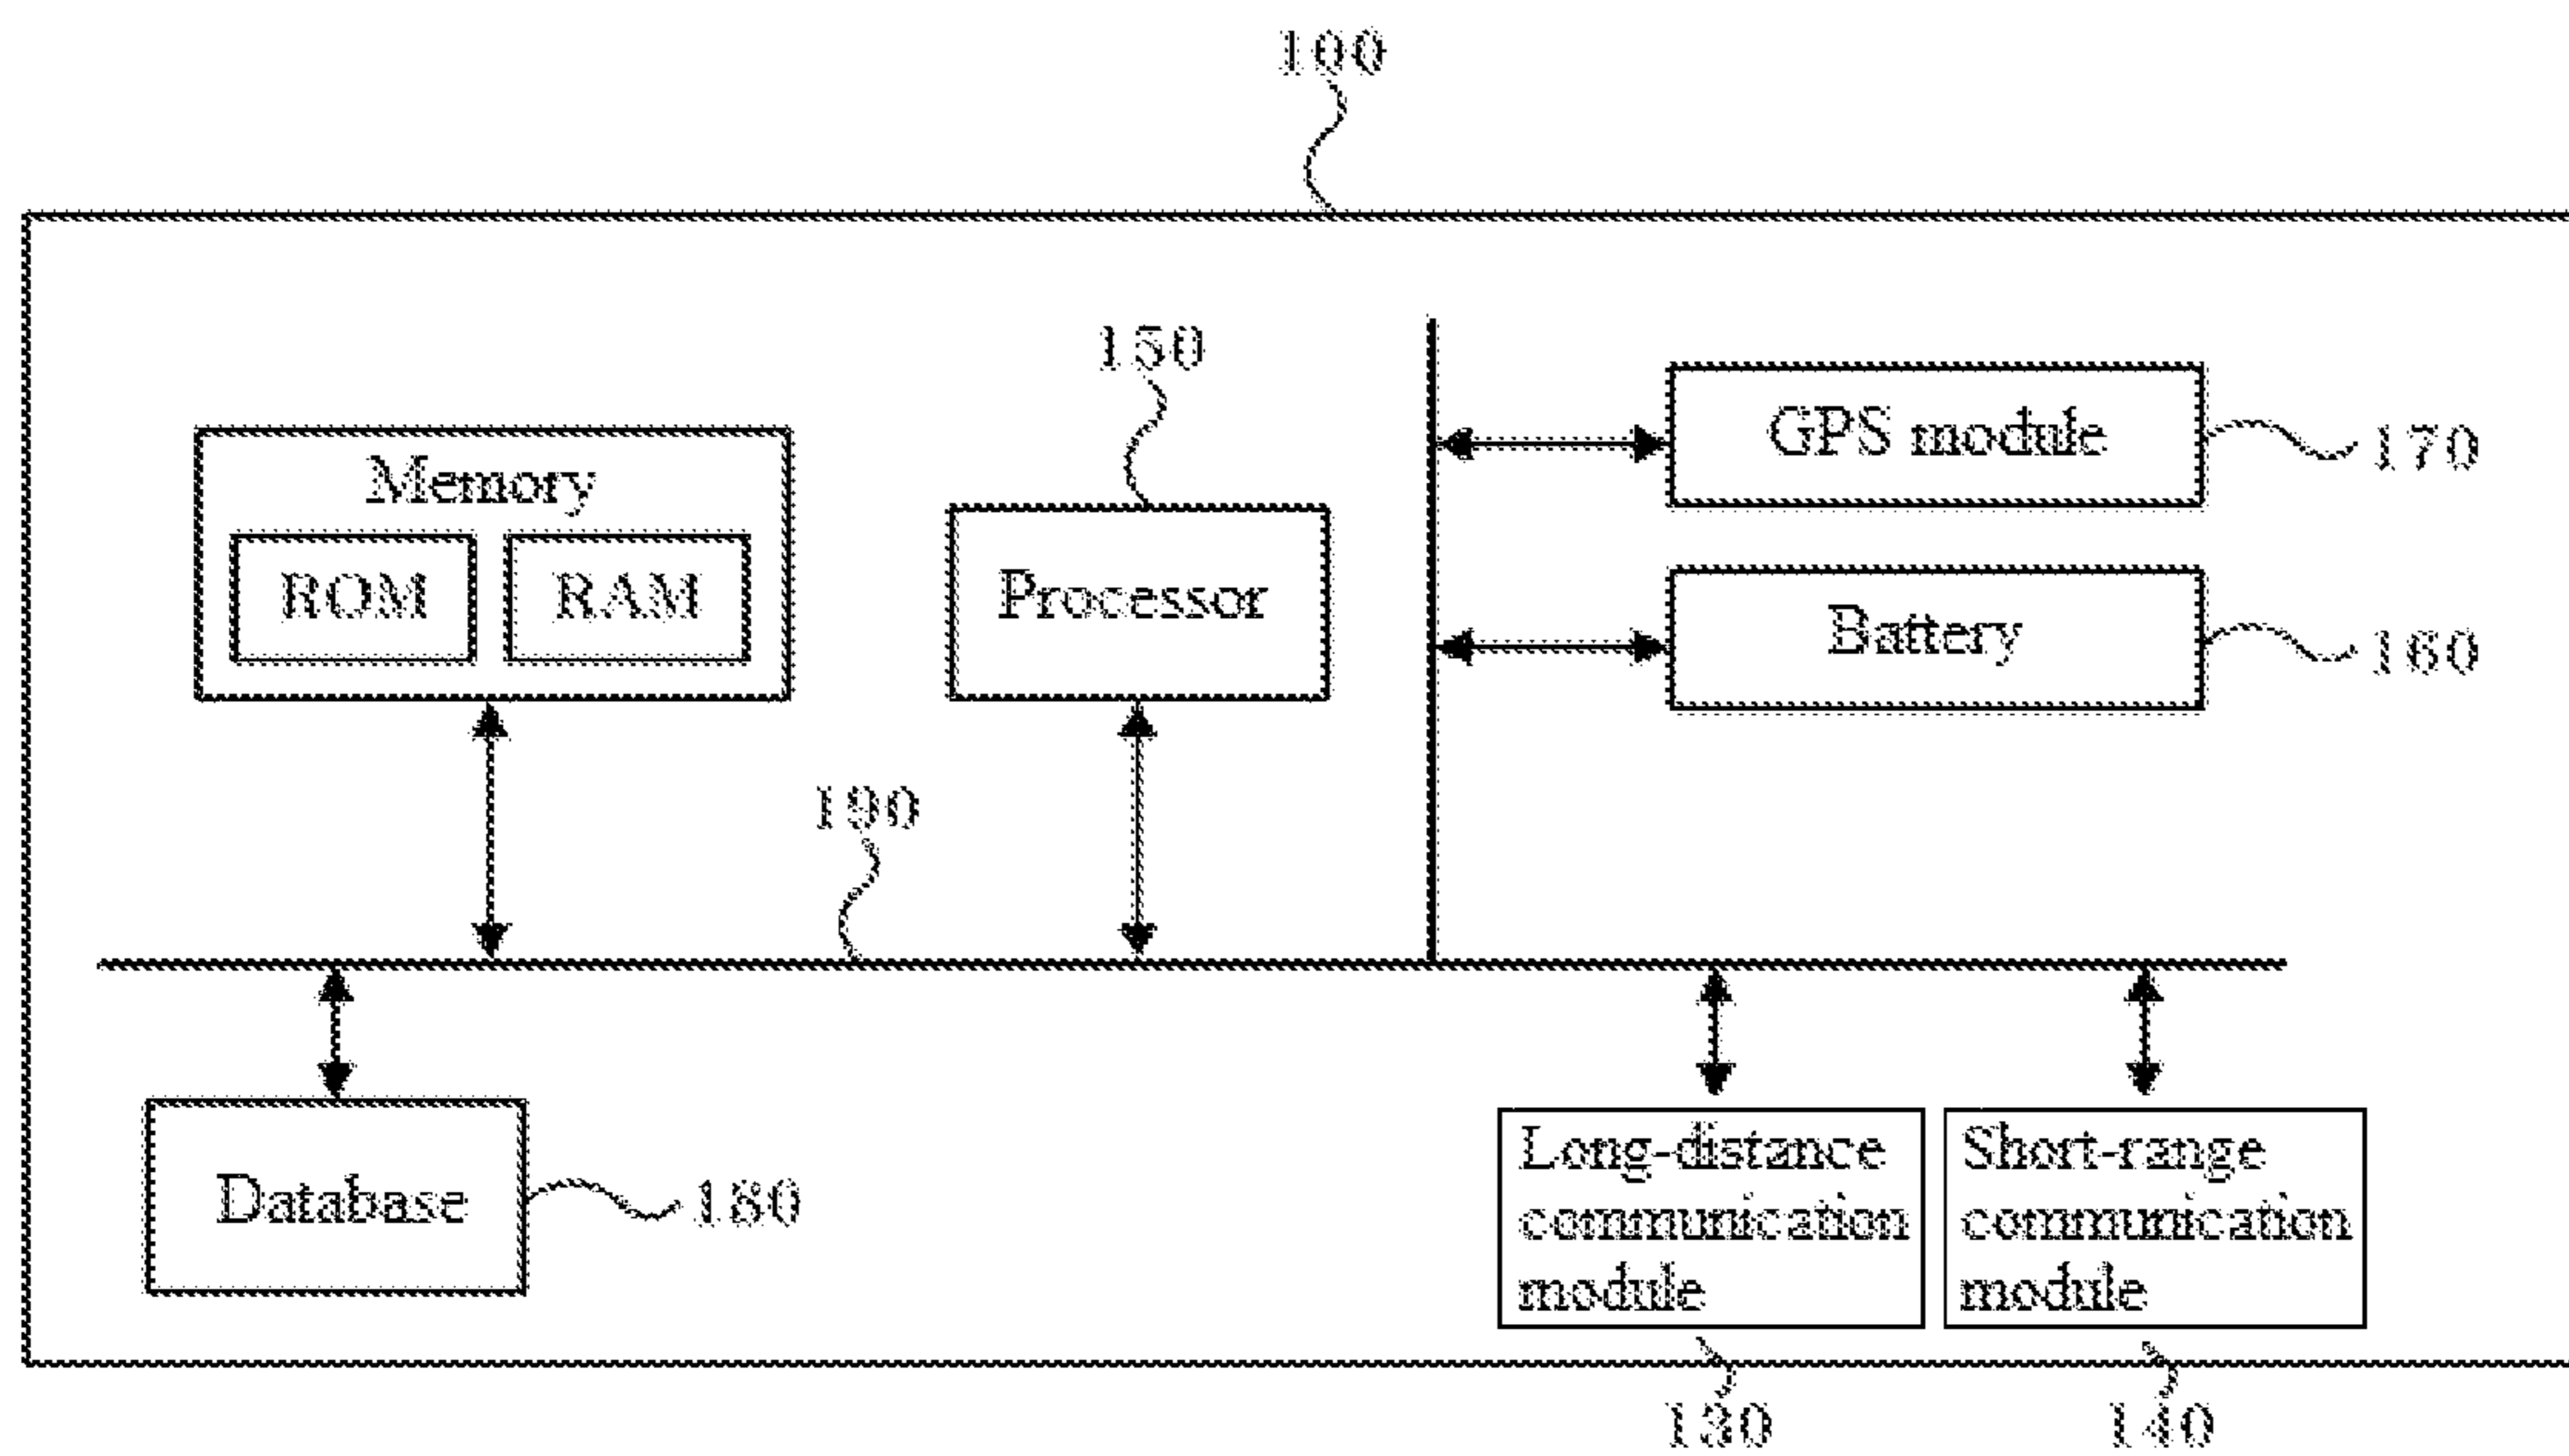 100
150
GPS module
170
Memory
ROM
RAM
Processor
Battery
160
190
Database
180
Long-distance
communication
module
Short-range
communication
module
130
140